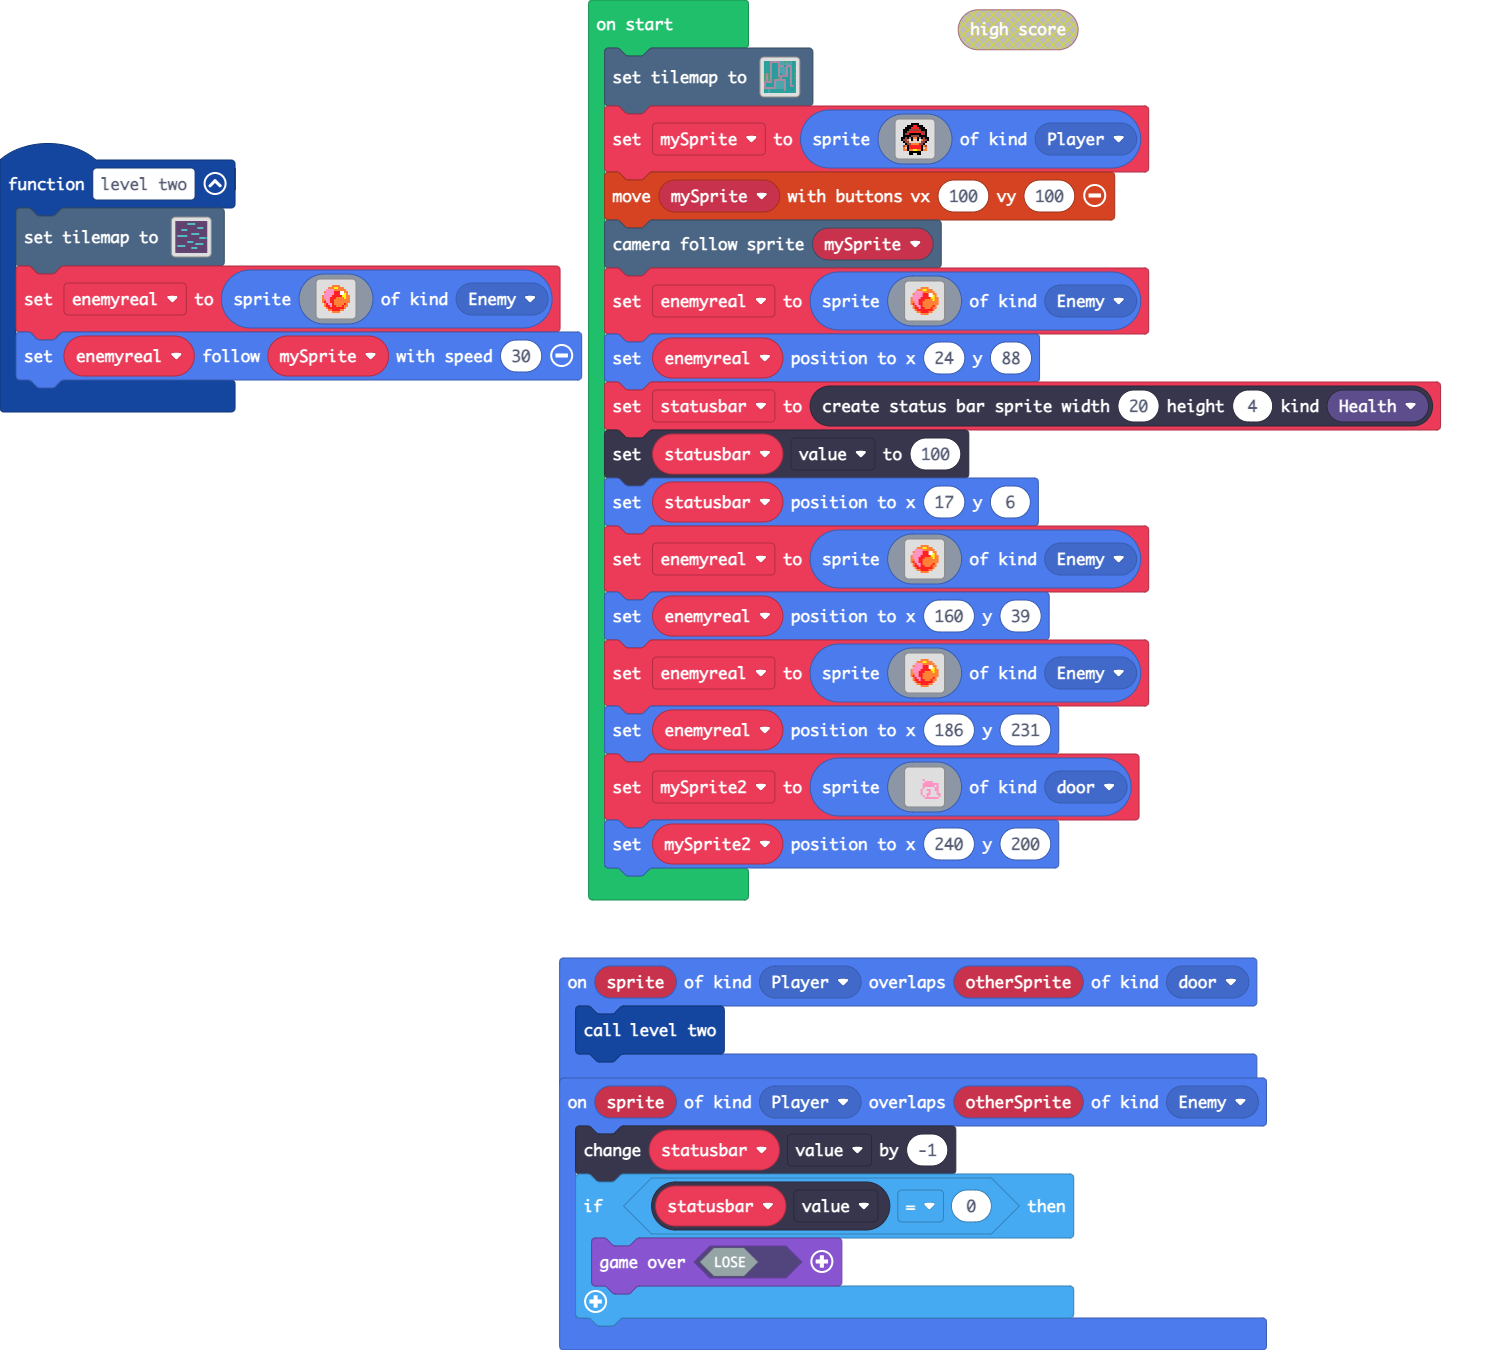 on start
high score
set tilemap to
set mySprite to sprite of kind Player
move mySprite with buttons vx 100 vy 100
camera follow sprite mySprite
set enemyreal to sprite of kind Enemy
set enemyreal position to x 24 y 88
set statusbar to create status bar sprite width 20 height 4 kind Health
set statusbar value to 100
set statusbar position to x 17 y 6
set enemyreal to sprite of kind Enemy
set enemyreal position to x 160 y 39
set enemyreal to sprite of kind Enemy
set enemyreal position to x 186 y 231
set mySprite2 to sprite of kind door
set mySprite2 position to x 240 y 200
function level two
set tilemap to
set enemyreal to sprite of kind Enemy
set enemyreal follow mySprite with speed 30
on sprite of kind Player overlaps otherSprite of kind door
call level two
on sprite of kind Player overlaps otherSprite of kind Enemy
change statusbar value by -1
if statusbar value = 0 then
game over LOSE